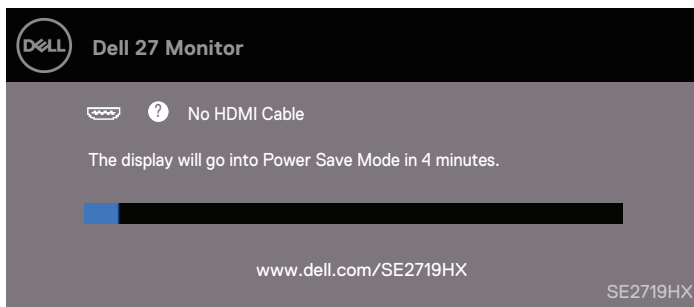 DELL
Dell 27 Monitor
? No HDMI Cable
The display will go into Power Save Mode in 4 minutes.
www.dell.com/SE2719HX
SE2719HX